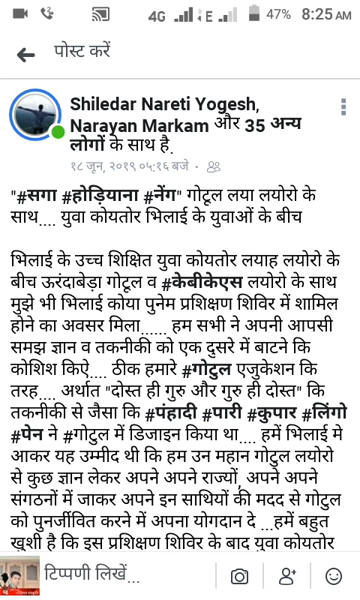 4G E 47% 8:25 AM
पोस्ट करें
Shiledar Nareti Yogesh,
Narayan Markam और 35 अन्य
लोगों के साथ है.
१८ जून, २०१९ ०५:१६ बजे ·
"#सगा #होड़ियाना #नेंग" गोटूल लया लयोरो के
साथ.... युवा कोयतोर भिलाई के युवाओं के बीच
भिलाई के उच्च शिक्षित युवा कोयतोर लयाह लयोरो के
बीच ऊरंदाबेड़ा गोटूल व #केबीकेएस लयोरो के साथ
मुझे भी भिलाई कोया पुनेम प्रशिक्षण शिविर में शामिल
होने का अवसर मिला...... हम सभी ने अपनी आपसी
समझ ज्ञान व तकनीकी को एक दुसरे में बाटने कि
कोशिश किऐ.... ठीक हमारे #गोटुल एजुकेशन कि
तरह.... अर्थात "दोस्त ही गुरु और गुरु ही दोस्त" कि
तकनीकी से जैसा कि #पंहादी #पारी #कुपार #लिंगो
#पेन ने #गोटुल में डिजाइन किया था.... हमें भिलाई मे
आकर यह उम्मीद थी कि हम उन महान गोटुल लयोरो
से कुछ ज्ञान लेकर अपने अपने राज्यों, अपने अपने
संगठनों में जाकर अपने इन साथियों की मदद से गोटुल
को पुनर्जीवित करने में अपना योगदान दे ...हमें बहुत
खुशी है कि इस प्रशिक्षण शिविर के बाद युवा कोयतोर
टिप्पणी लिखें...